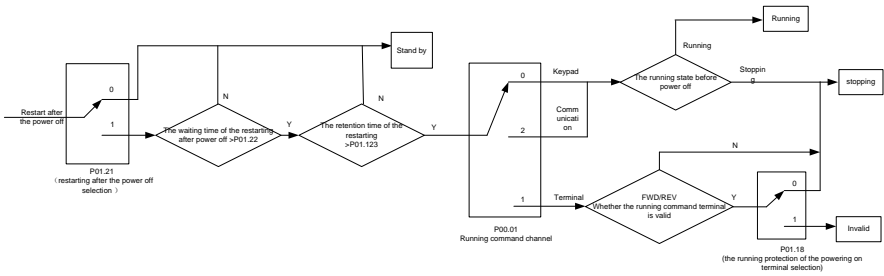 Restart after
the power off
0
1
P01.21
（restarting after the power off
selection ）
Stand by
N
The waiting time of the restarting
after power off >P01.22
Y
N
The retention time of the
restarting
>P01.123
Y
0
2
1
P00.01
Running command channel
Keypad
Comm
unicati
on
Terminal
Running
Running
The running state before
power off
Stoppin
g
stopping
N
FWD/REV
Whether the running command terminal
is valid
Y
0
1
P01.18
(the running protection of the powering on
terminal selection)
Invalid